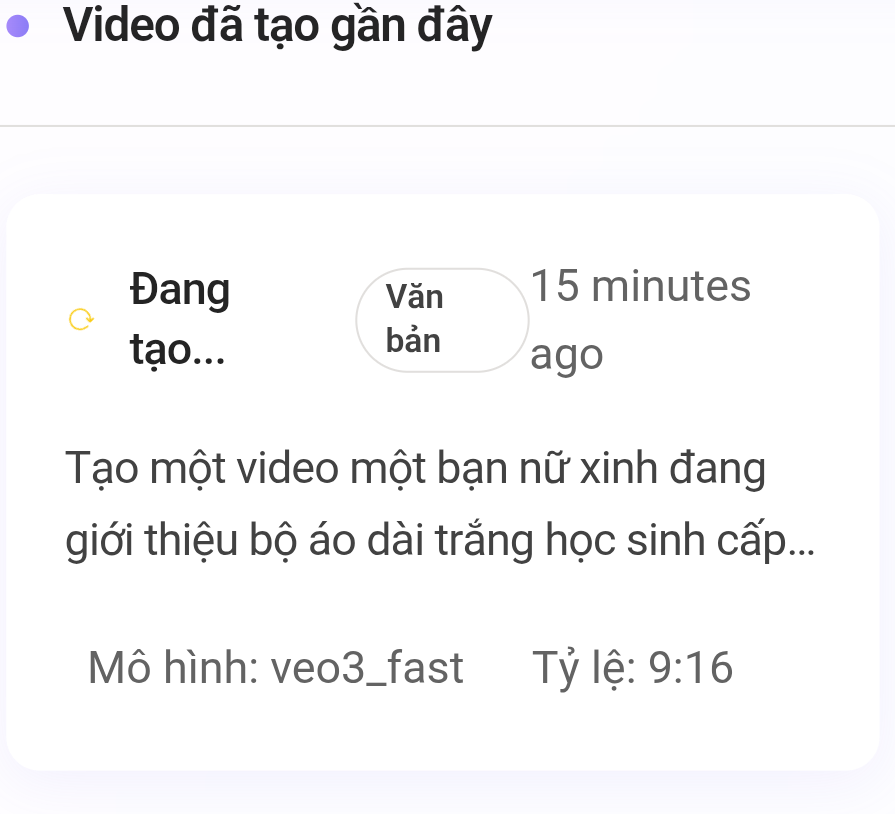 Video đã tạo gần đây
Đang
tạo...
Văn
bản
15 minutes
ago
Tạo một video một bạn nữ xinh đang
giới thiệu bộ áo dài trắng học sinh cấp...
Mô hình: veo3_fast
Tỷ lệ: 9:16